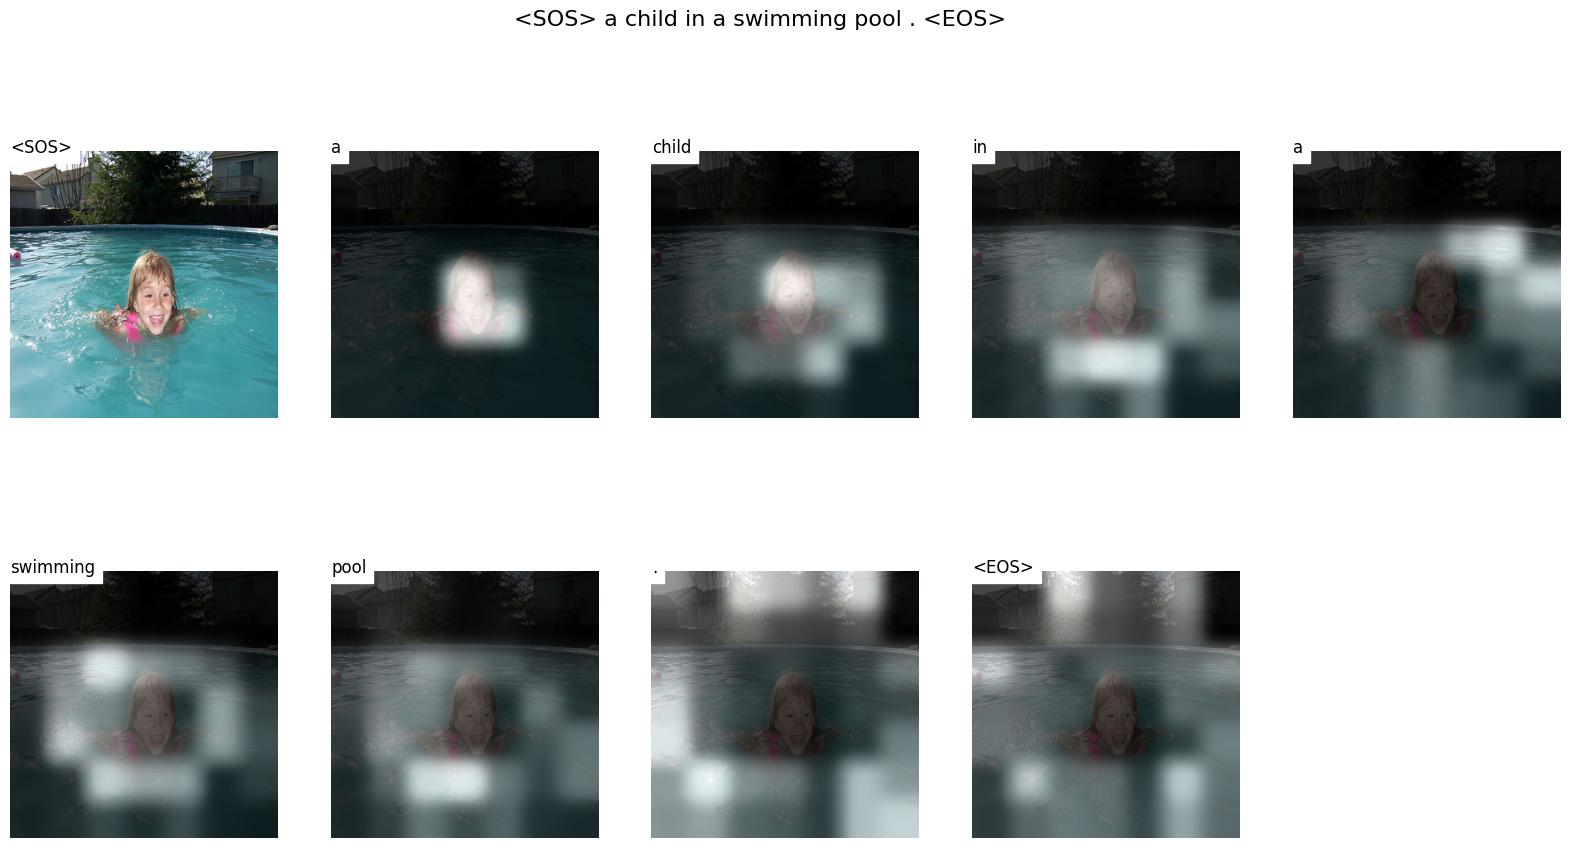 <SOS> a child in a swimming pool . <EOS>
<SOS>
a
child
in
a
swimming
pool
.
<EOS>